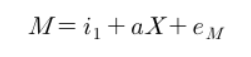 M = i₁ + aX + e_M